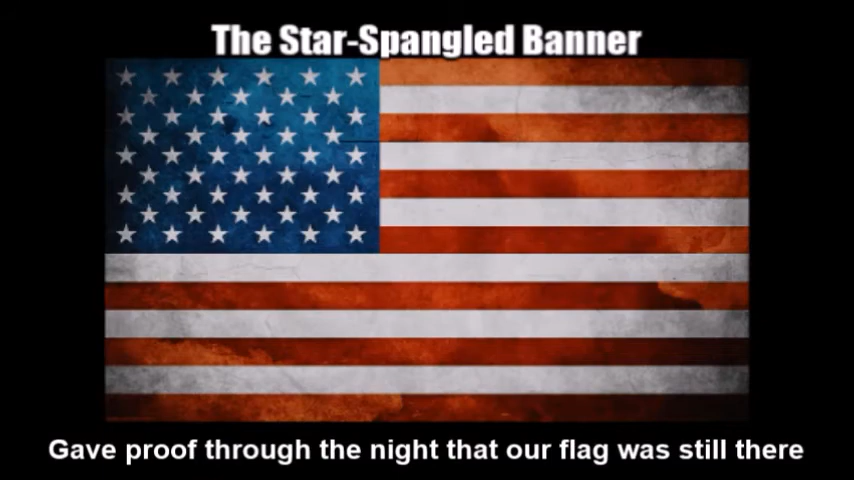 The Star-Spangled Banner
Gave proof through the night that our flag was still there